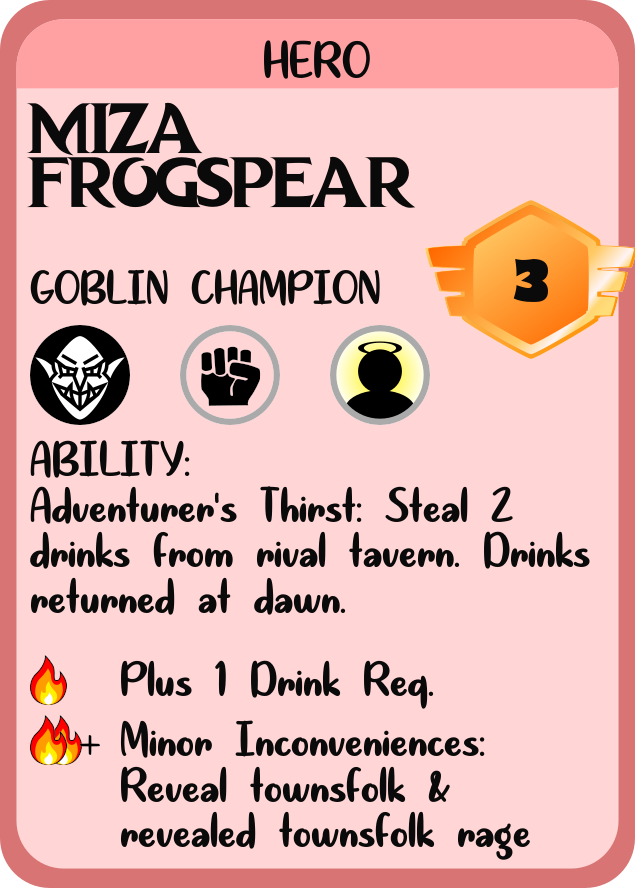 HERO
MIZA
FROGSPEAR
3
GOBLIN CHAMPION
ABILITY:
Adventurer's Thirst: Steal 2
drinks from rival tavern. Drinks
returned at dawn.
Plus 1 Drink Req.
+ Minor Inconveniences:
Reveal townsfolk &
revealed townsfolk rage